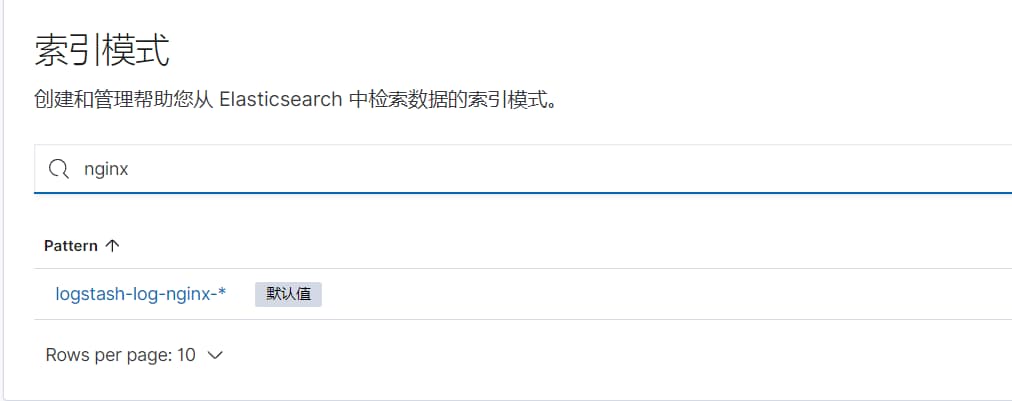 索引模式
创建和管理帮助您从 Elasticsearch 中检索数据的索引模式。
nginx
Pattern ↑
logstash-log-nginx-* 默认值
Rows per page: 10